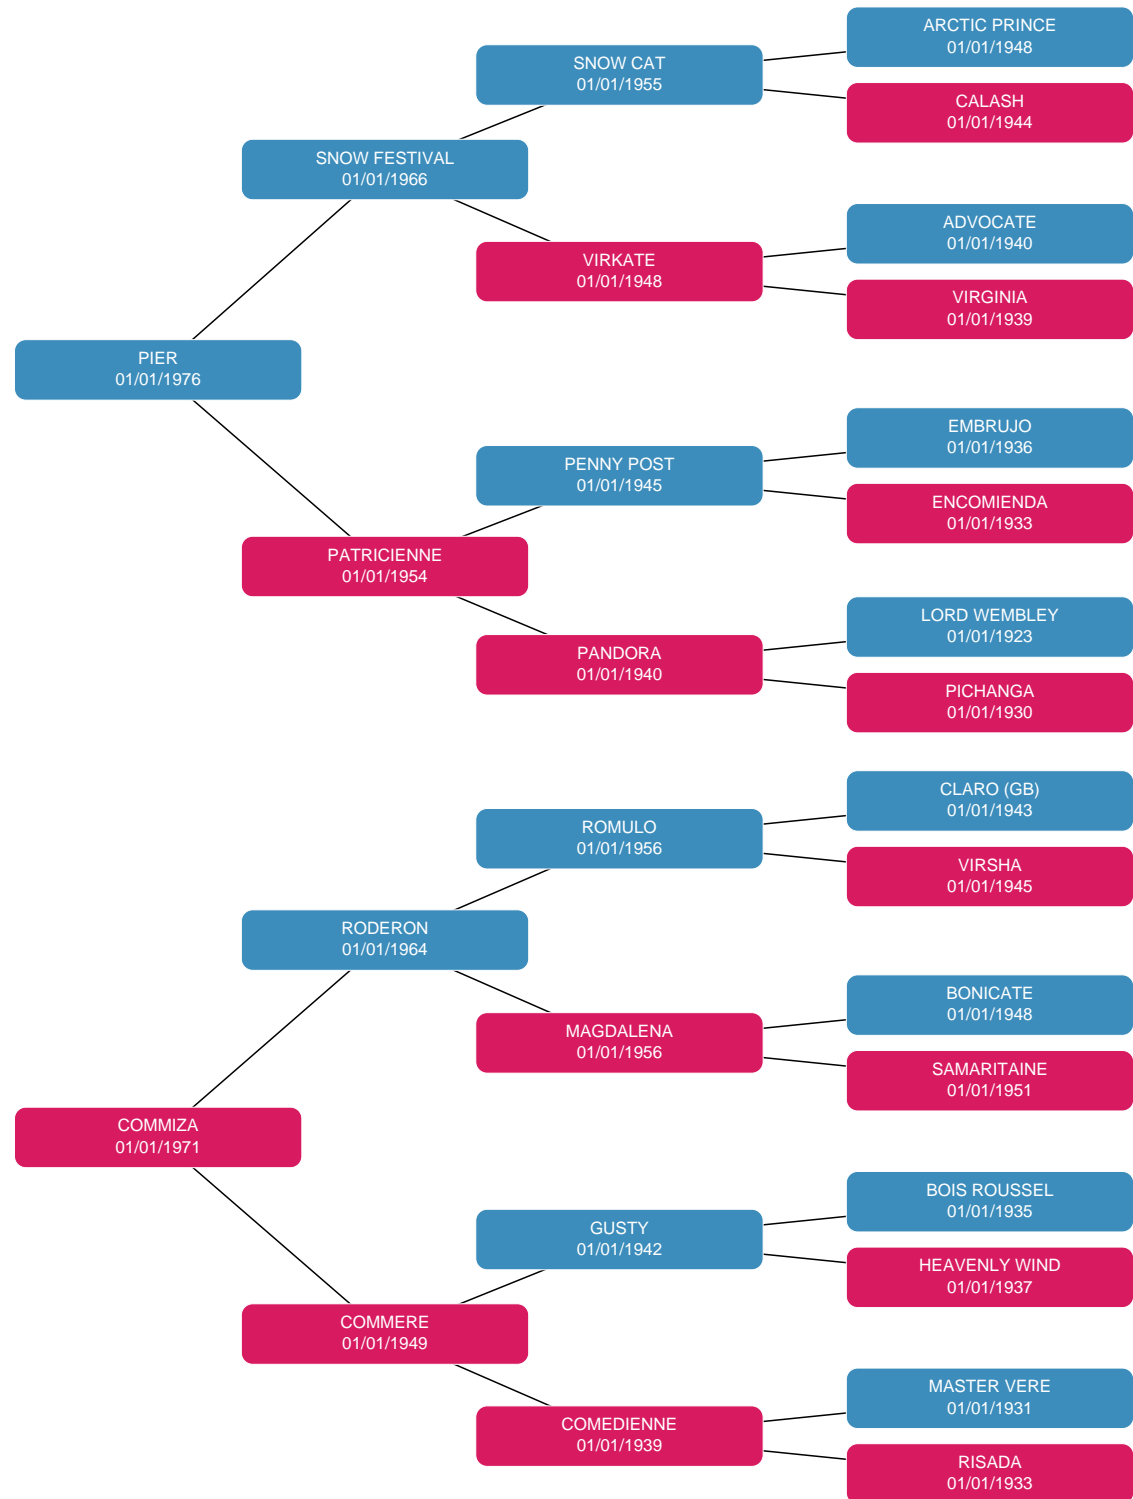 ARCTIC PRINCE
01/01/1948
SNOW CAT
01/01/1955
CALASH
01/01/1944
SNOW FESTIVAL
01/01/1966
ADVOCATE
01/01/1940
VIRKATE
01/01/1948
VIRGINIA
01/01/1939
PIER
01/01/1976
EMBRUJO
01/01/1936
PENNY POST
01/01/1945
ENCOMIENDA
01/01/1933
PATRICIENNE
01/01/1954
LORD WEMBLEY
01/01/1923
PANDORA
01/01/1940
PICHANGA
01/01/1930
CLARO (GB)
01/01/1943
ROMULO
01/01/1956
VIRSHA
01/01/1945
RODERON
01/01/1964
BONICATE
01/01/1948
MAGDALENA
01/01/1956
SAMARITAINE
01/01/1951
COMMIZA
01/01/1971
BOIS ROUSSEL
01/01/1935
GUSTY
01/01/1942
HEAVENLY WIND
01/01/1937
COMMERE
01/01/1949
MASTER VERE
01/01/1931
COMEDIENNE
01/01/1939
RISADA
01/01/1933